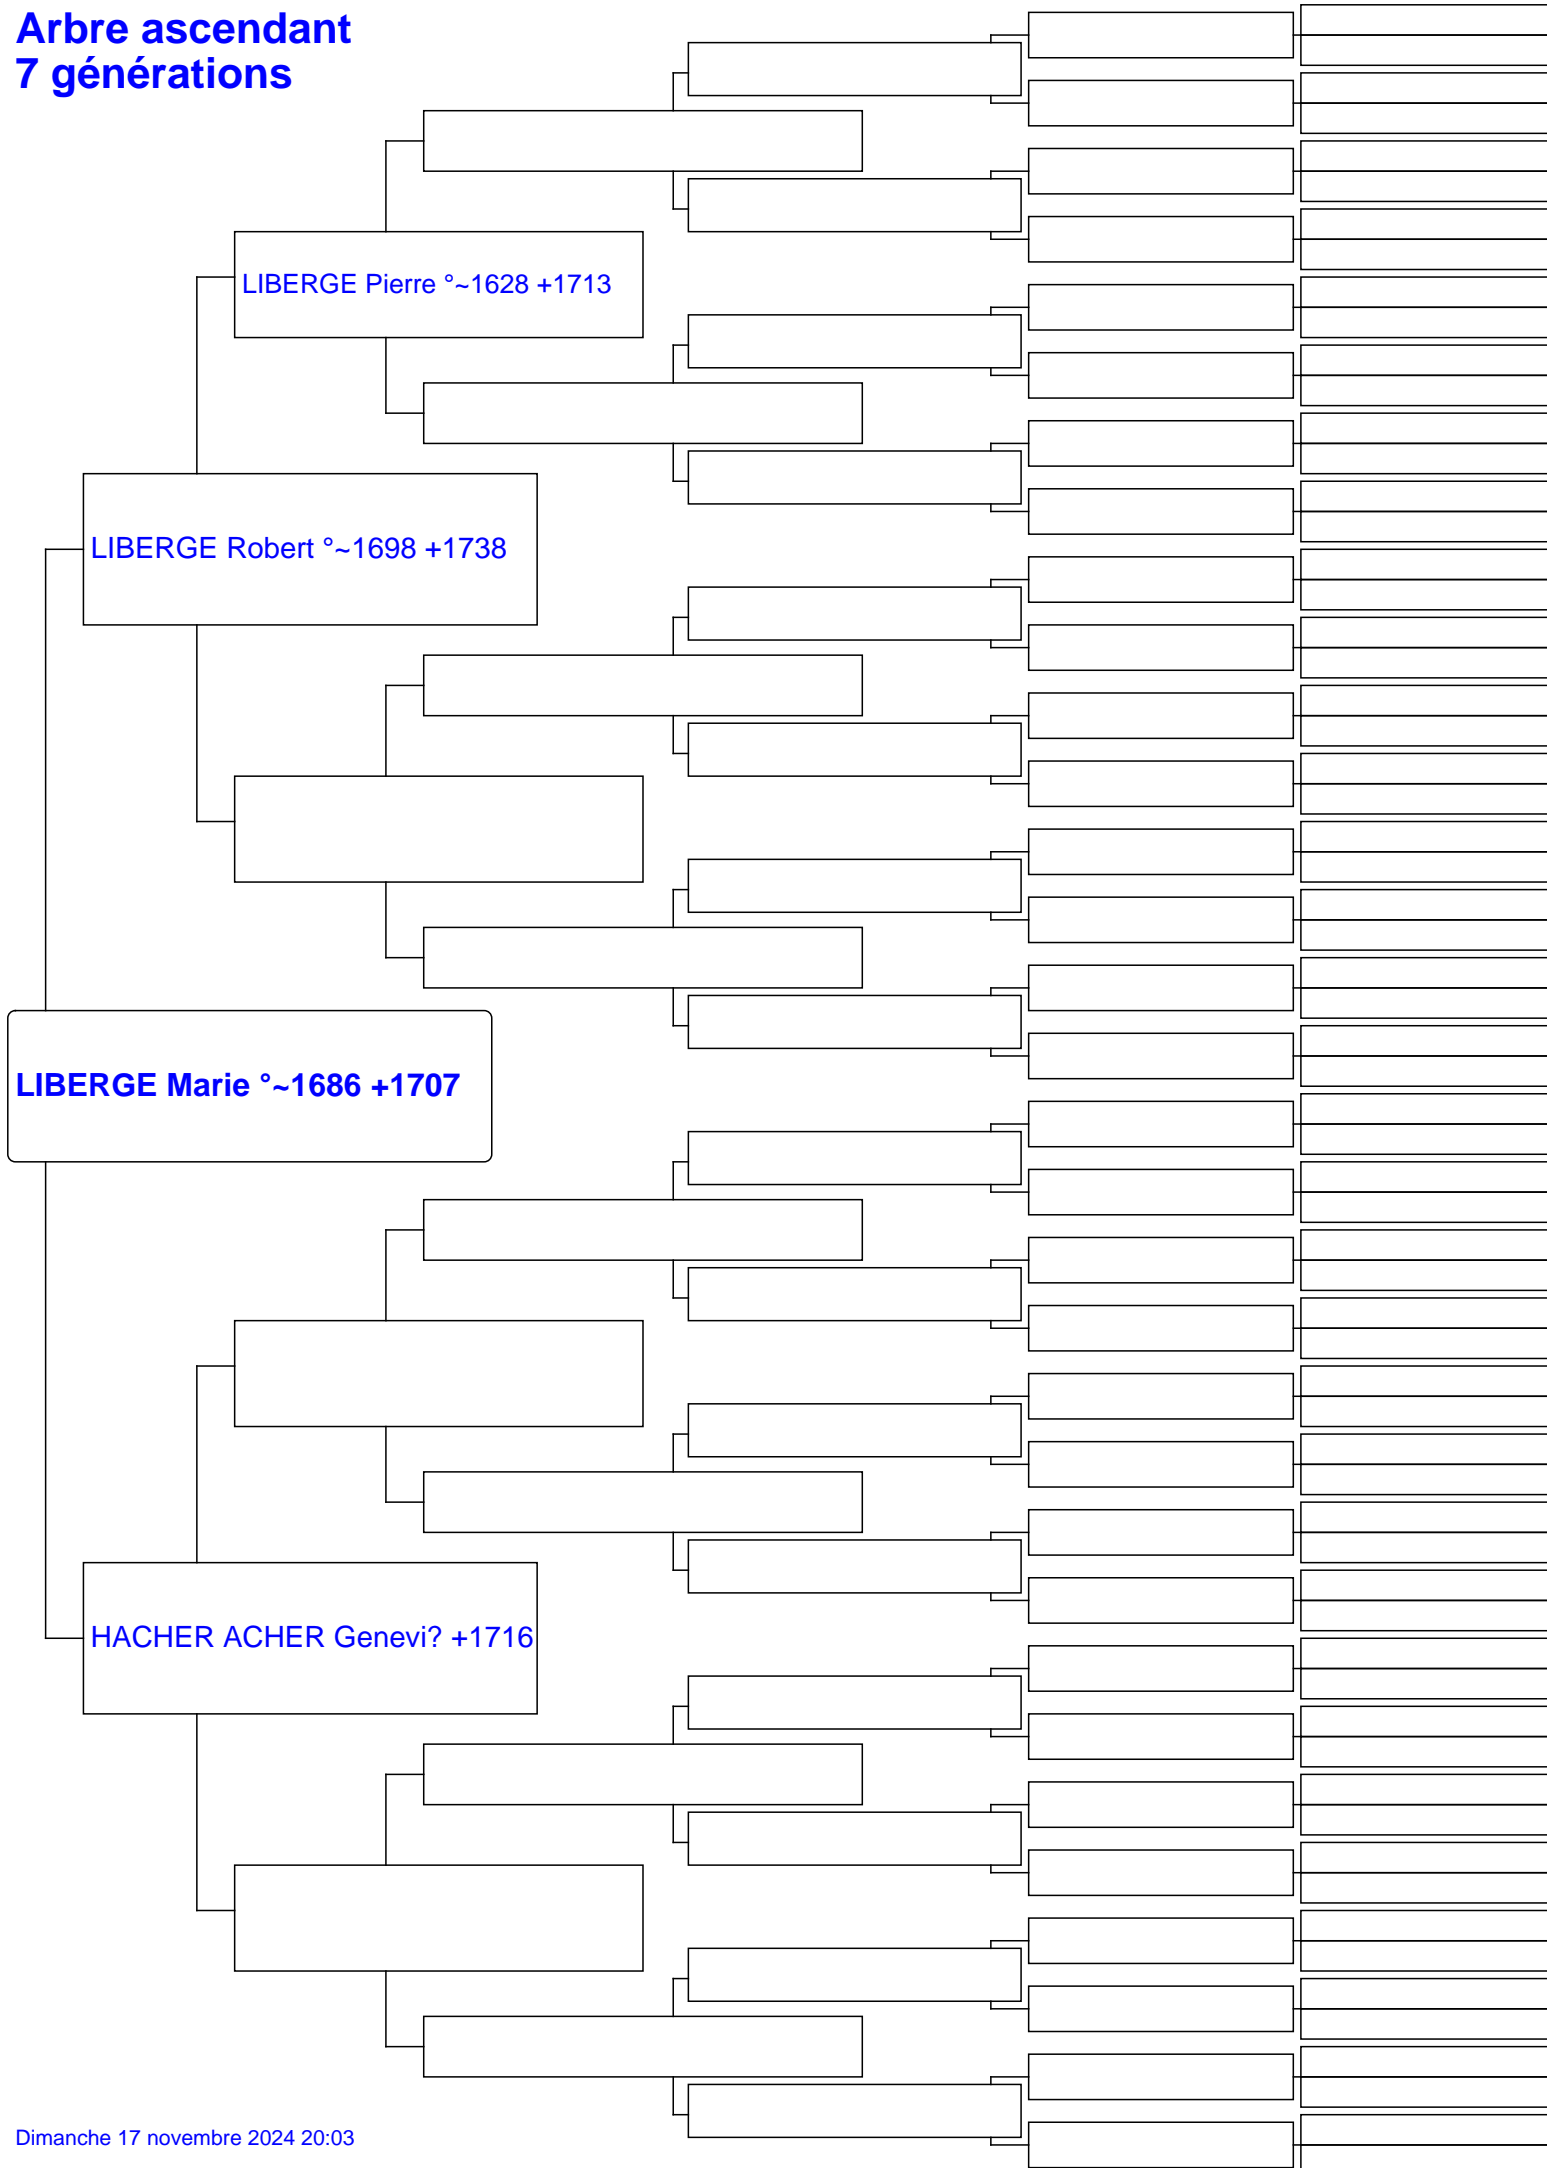 Arbre ascendant
7 générations
LIBERGE Pierre °~1628 +1713
LIBERGE Robert °~1698 +1738
LIBERGE Marie °~1686 +1707
HACHER ACHER Genevi? +1716
Dimanche 17 novembre 2024 20:03